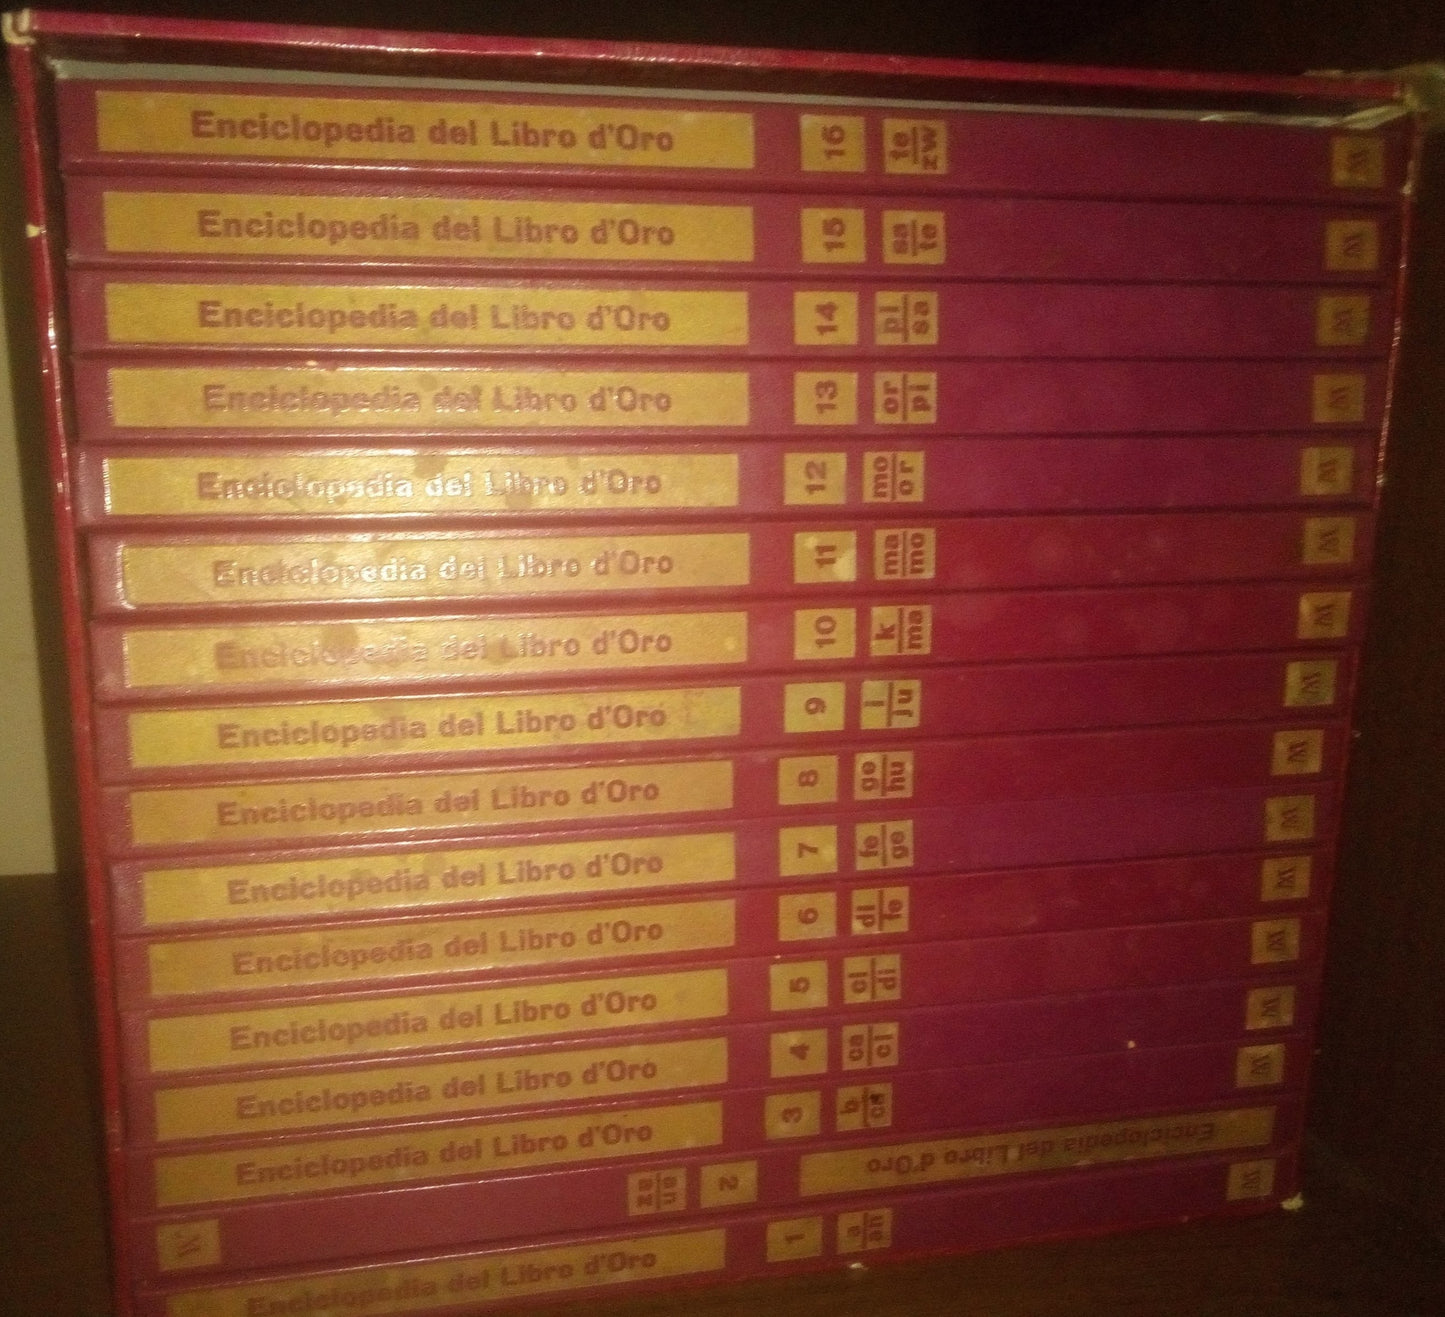 Enciclopedia del Libro d'Oro 16 te zw M
Enciclopedia del Libro d'Oro 15 sa te M
Enciclopedia del Libro d'Oro 14 pi sa M
Enciclopedia del Libro d'Oro 13 or pi M
Enciclopedia del Libro d'Oro 12 mo or M
Enciclopedia del Libro d'Oro 11 ma mo M
Enciclopedia del Libro d'Oro 10 k ma M
Enciclopedia del Libro d'Oro 9 i ju M
Enciclopedia del Libro d'Oro 8 ge hu M
Enciclopedia del Libro d'Oro 7 fe ge M
Enciclopedia del Libro d'Oro 6 di fe M
Enciclopedia del Libro d'Oro 5 ci di M
Enciclopedia del Libro d'Oro 4 ca ci M
Enciclopedia del Libro d'Oro 3 b ca M
Enciclopedia del Libro d'Oro 2 an az M
Enciclopedia del Libro d'Oro 1 a an M